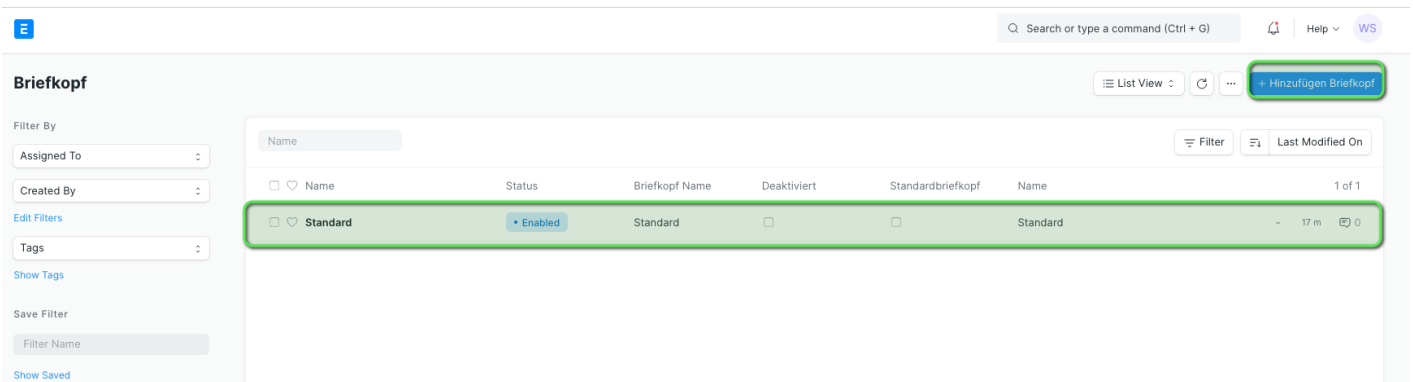 E
Search or type a command (Ctrl + G)
Help
WS
Briefkopf
List View
...
+ Hinzufügen Briefkopf
Filter By
Assigned To
Created By
Edit Filters
Tags
Show Tags
Save Filter
Filter Name
Show Saved
Name
Filter
Last Modified On
Name Status Briefkopf Name Deaktiviert Standardbriefkopf Name 1 of 1
Standard • Enabled Standard Standard - 17 m 0